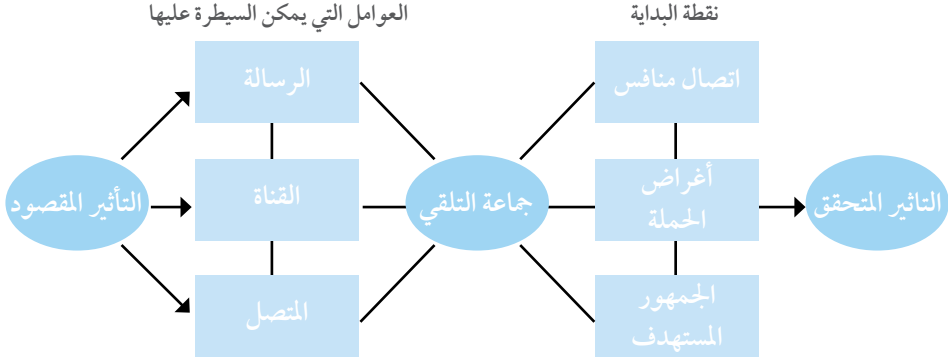 نقطة البداية
العوامل التي يمكن السيطرة عليها
اتصال منافس
الرسالة
التاثير المتحقق
أغراض
الحملة
جماعة التلقي
القناة
التأثير المقصود
الجمهور
المستهدف
المتصل